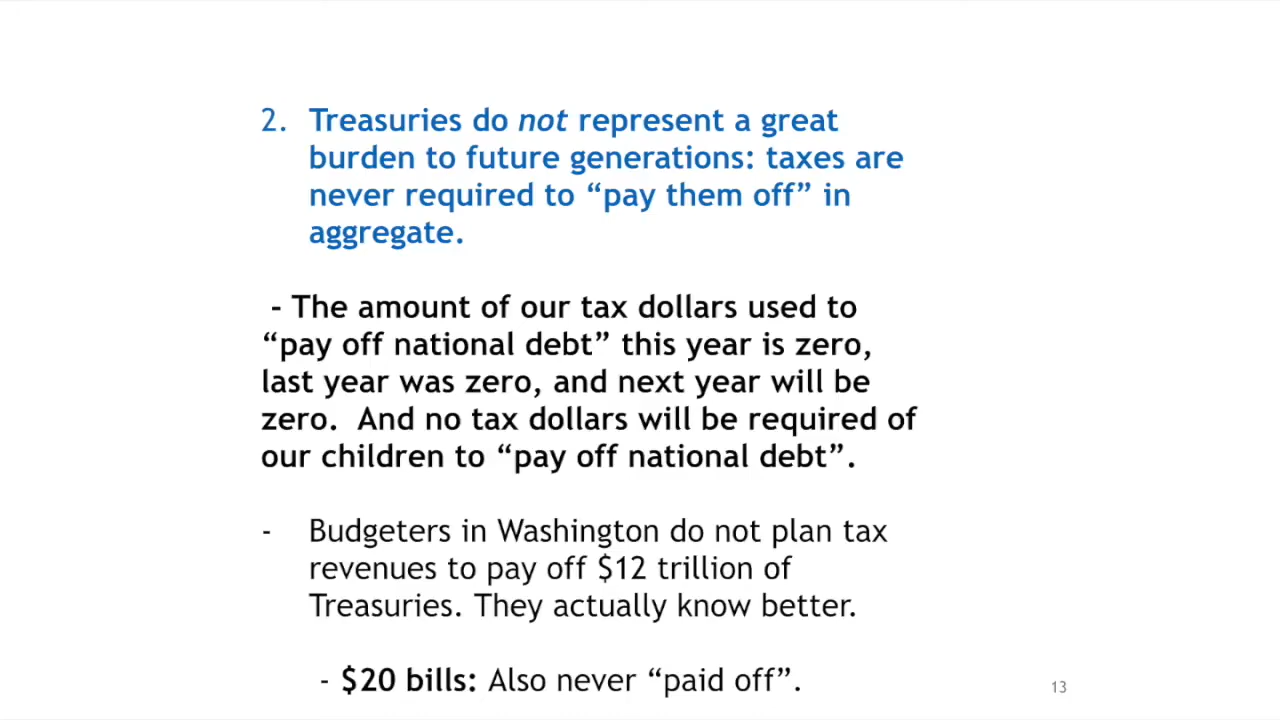 2. Treasuries do not represent a great
burden to future generations: taxes are
never required to “pay them off” in
aggregate.
- The amount of our tax dollars used to
“pay off national debt” this year is zero,
last year was zero, and next year will be
zero.  And no tax dollars will be required of
our children to “pay off national debt”.
- Budgeters in Washington do not plan tax
revenues to pay off $12 trillion of
Treasuries. They actually know better.
- $20 bills: Also never “paid off”.
13